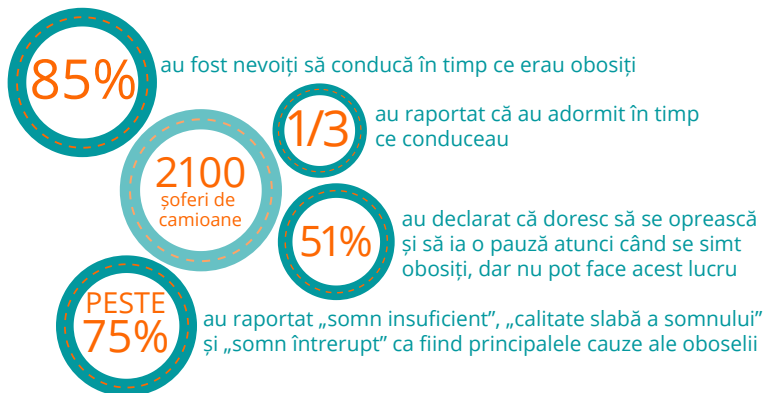 85%
au fost nevoiți să conducă în timp ce erau obosiți
1/3
au raportat că au adormit în timp
ce conduceau
2100
șoferi de
camioane
51%
au declarat că doresc să se oprească
și să ia o pauză atunci când se simt
obosiți, dar nu pot face acest lucru
PESTE
75%
au raportat „somn insuficient”, „calitate slabă a somnului”
și „somn întrerupt” ca fiind principalele cauze ale oboselii